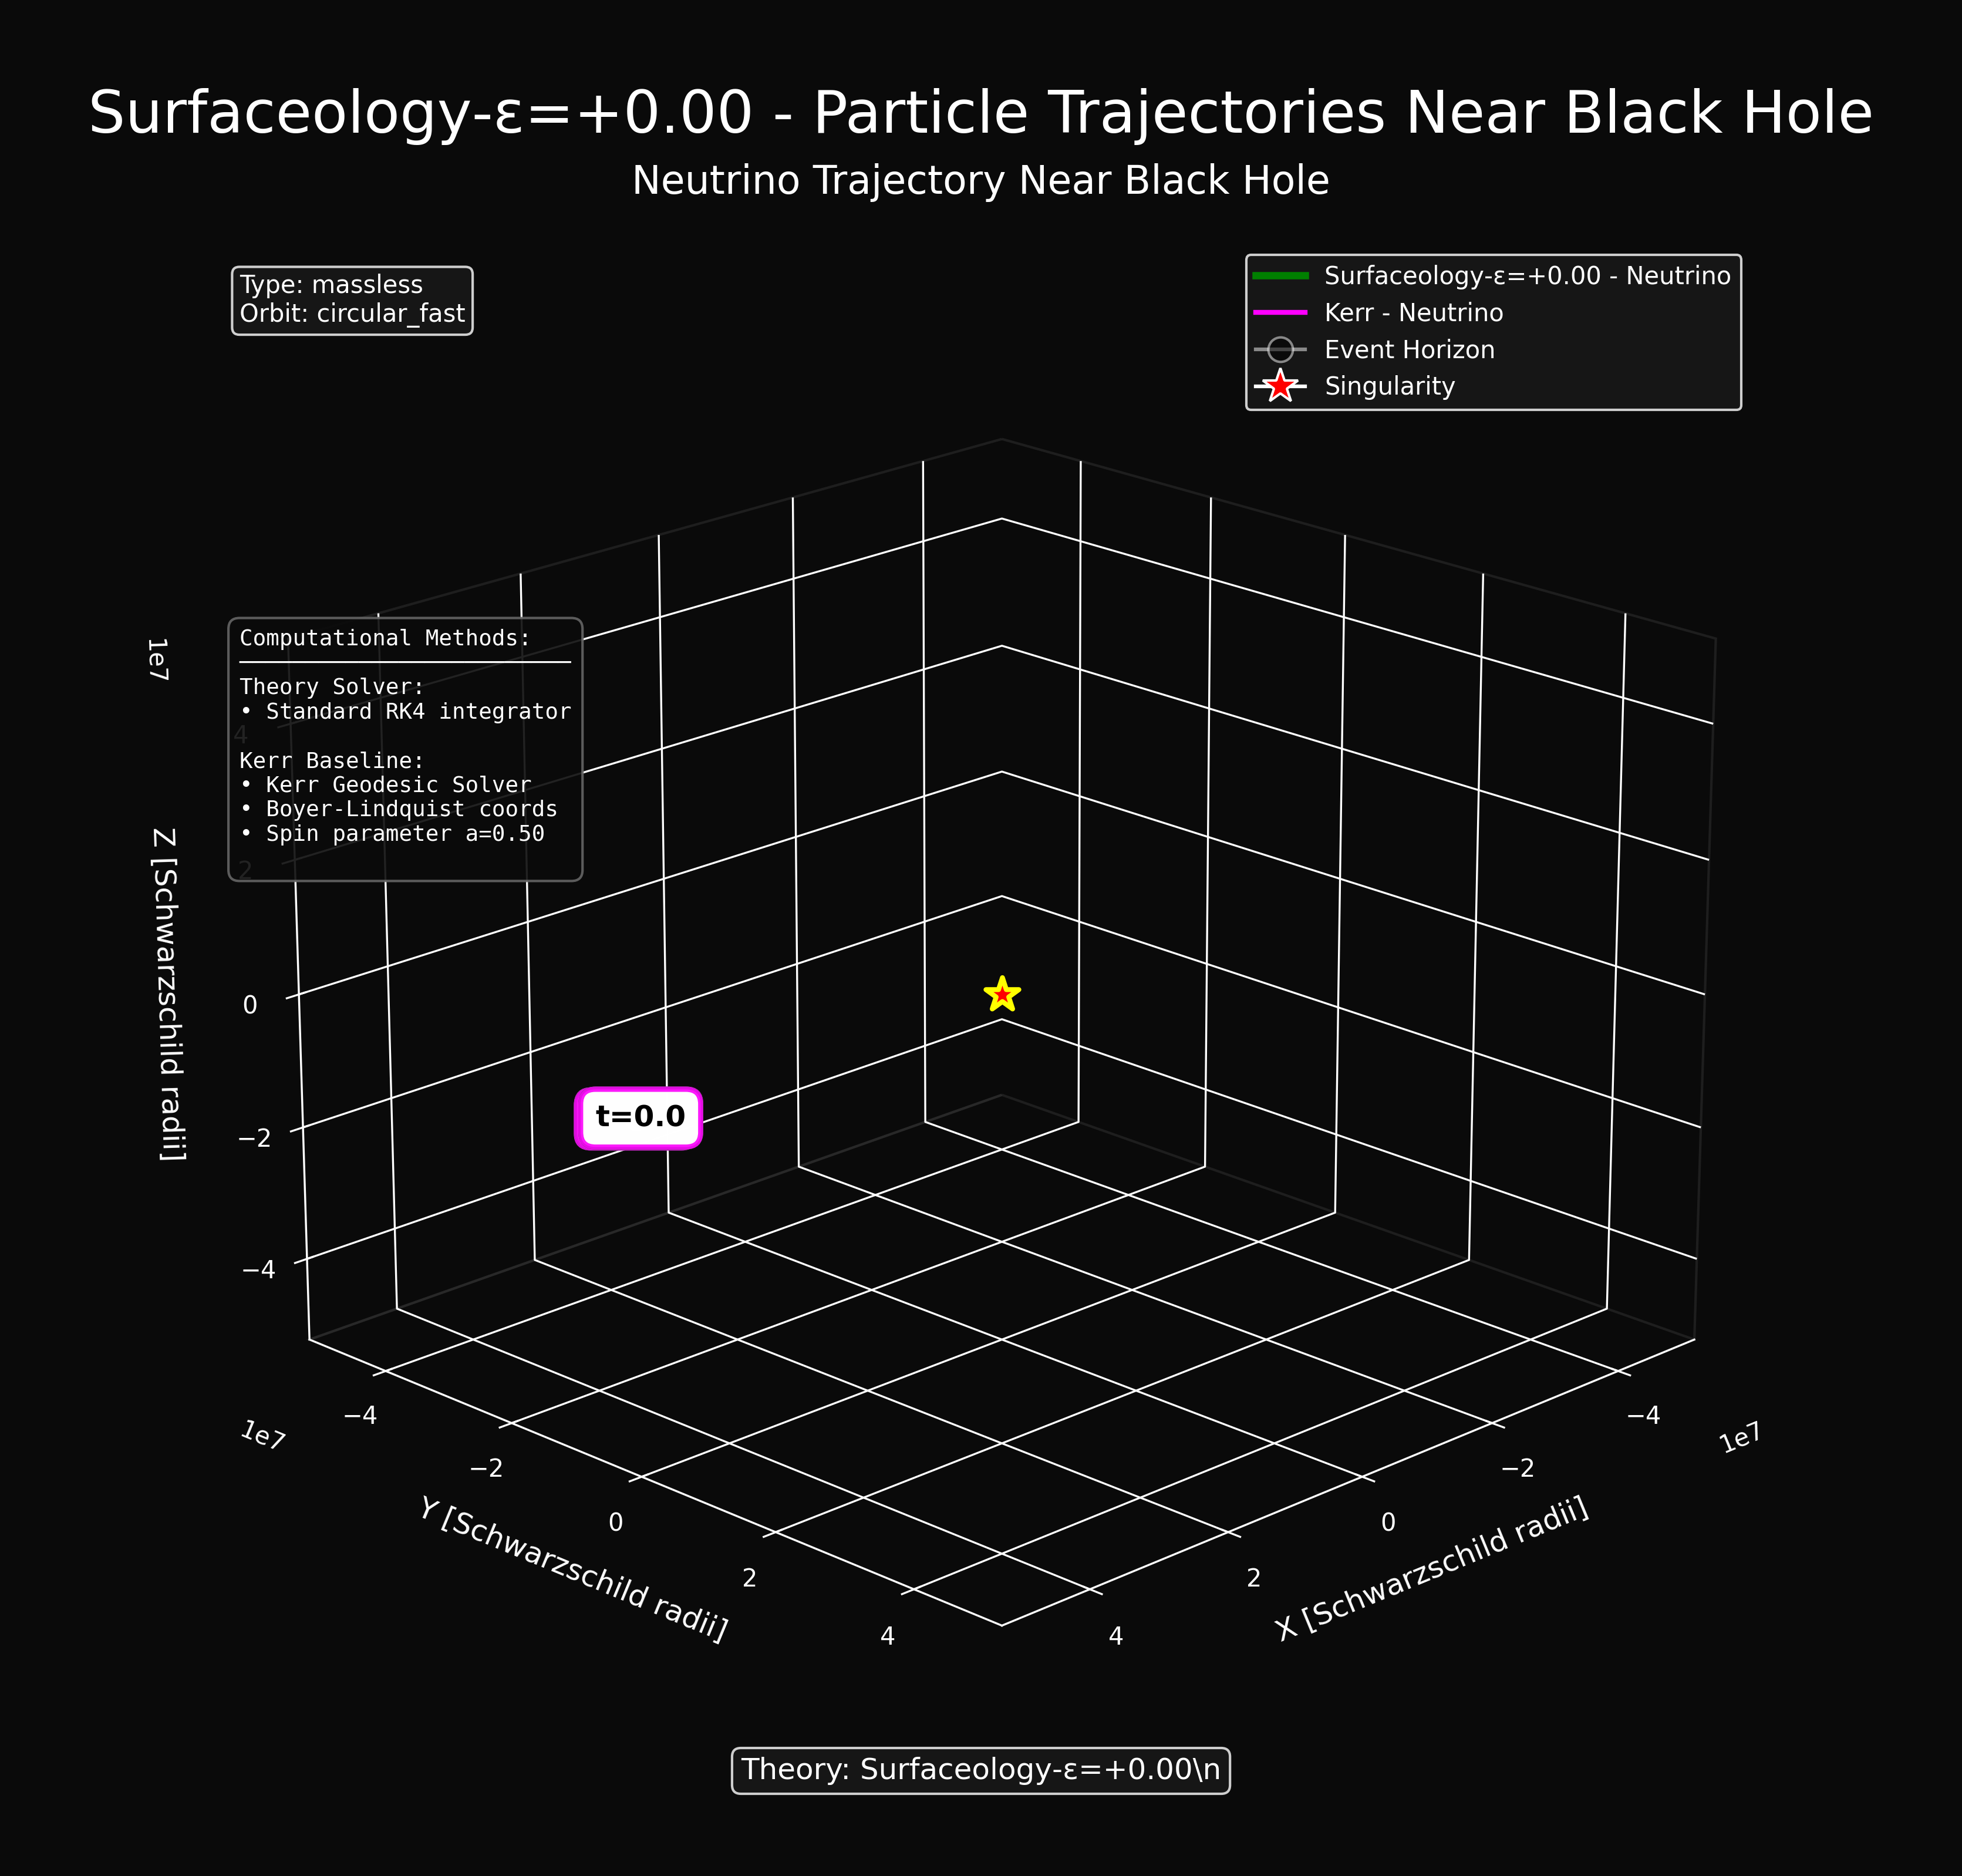 Surfaceology-ε=+0.00 - Particle Trajectories Near Black Hole
Neutrino Trajectory Near Black Hole
Type: massless
Orbit: circular_fast
Surfaceology-ε=+0.00 - Neutrino
Kerr - Neutrino
Event Horizon
Singularity
Computational Methods:
Theory Solver:
• Standard RK4 integrator
Kerr Baseline:
• Kerr Geodesic Solver
• Boyer-Lindquist coords
• Spin parameter a=0.50
1e7
4
2
0
−2
−4
Z [Schwarzschild radii]
t=0.0
1e7
−4
−2
0
2
4
Y [Schwarzschild radii]
4
2
0
−2
−4
1e7
X [Schwarzschild radii]
Theory: Surfaceology-ε=+0.00\n